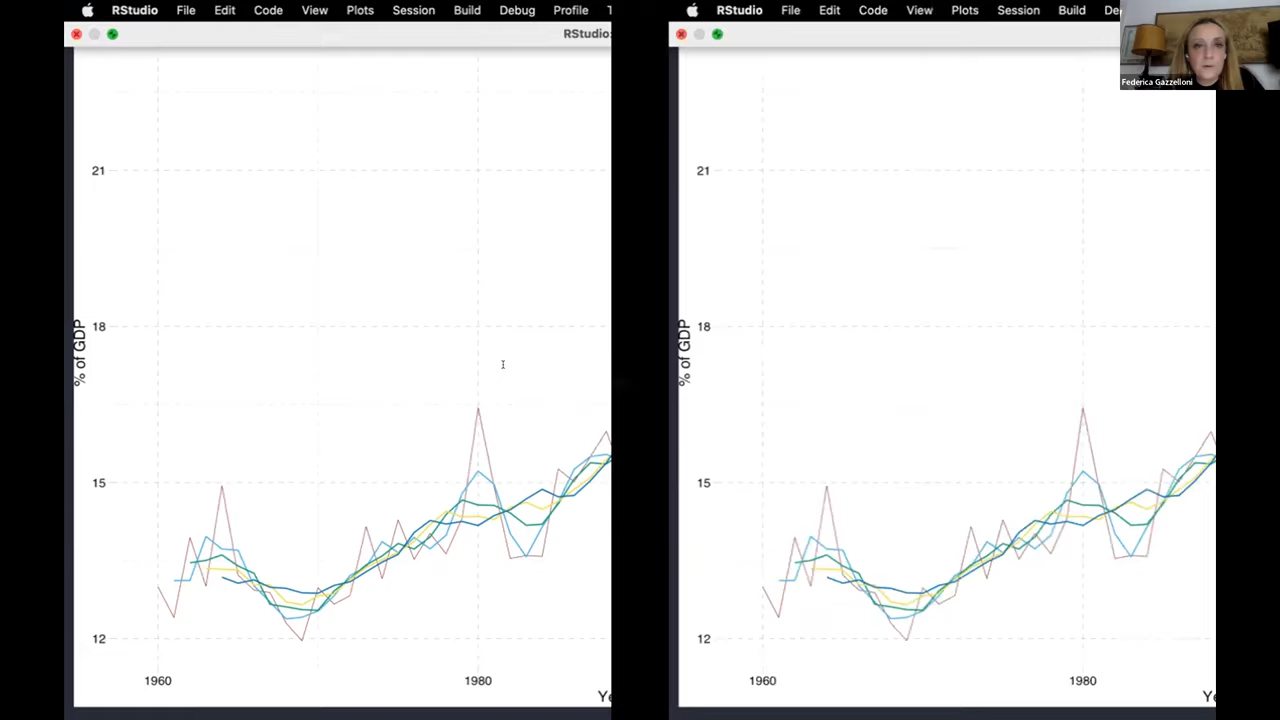 RStudio File Edit Code View Plots Session Build Debug Profile
RStudio File Edit Code View Plots Session Build
RStudio:
Federica Gazzelloni
21
18
15
12
% of GDP
1960
1980
21
18
15
12
% of GDP
1960
1980